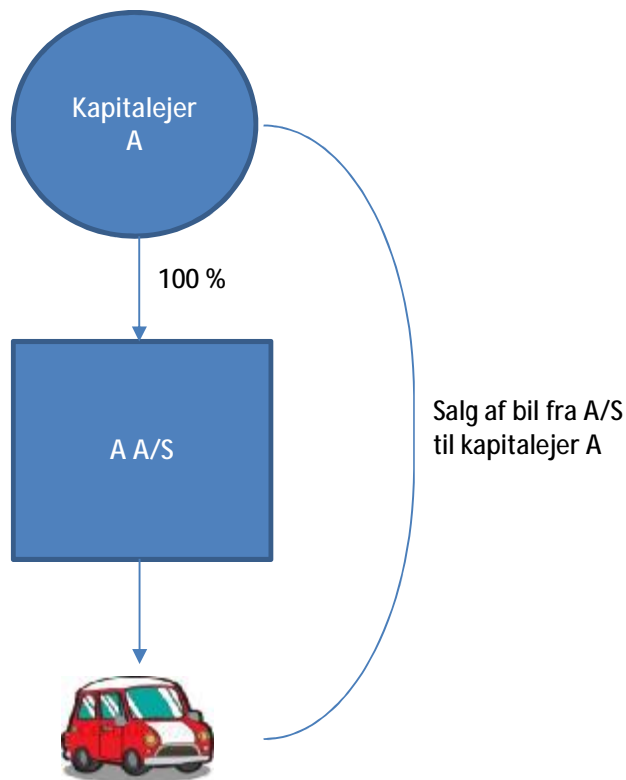 Kapitalejer
A
100 %
A A/S
Salg af bil fra A/S
til kapitalejer A